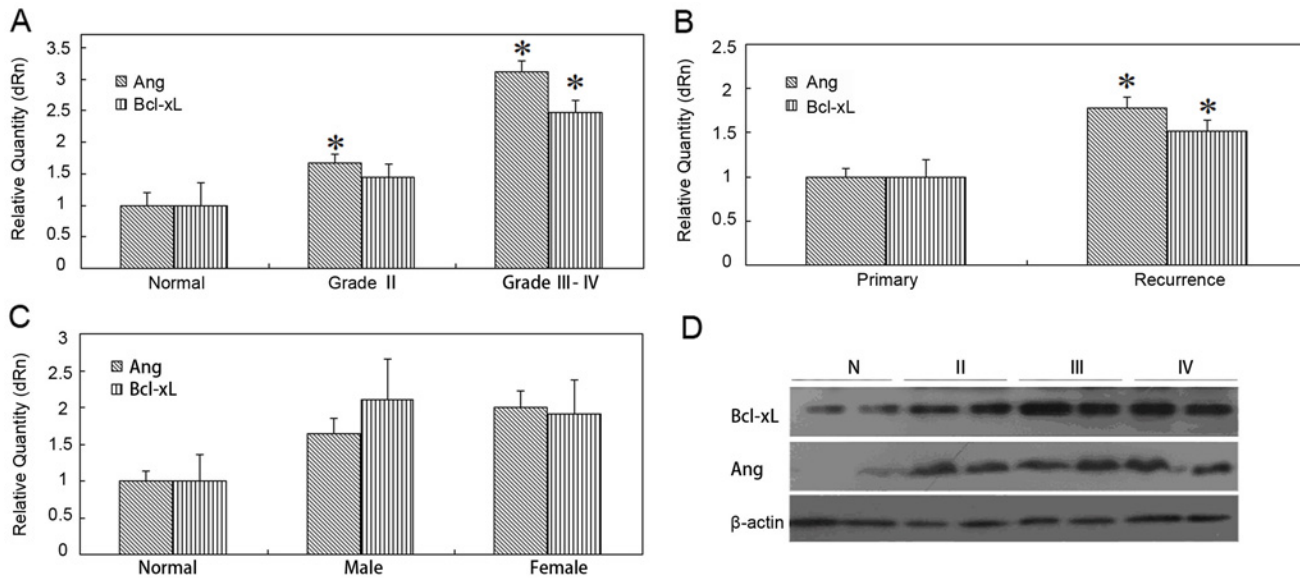 A
Relative Quantity (dRn)
3.5
3
2.5
2
1.5
1
0.5
0
Ang
Bcl-xL
*
*
*
Normal
Grade II
Grade III- IV
B
Relative Quantity (dRn)
2.5
2
1.5
1
0.5
0
Ang
Bcl-xL
*
*
Primary
Recurrence
C
Relative Quantity (dRn)
3
2.5
2
1.5
1
0.5
0
Ang
Bcl-xL
Normal
Male
Female
D
N II III IV
Bcl-xL
Ang
β-actin